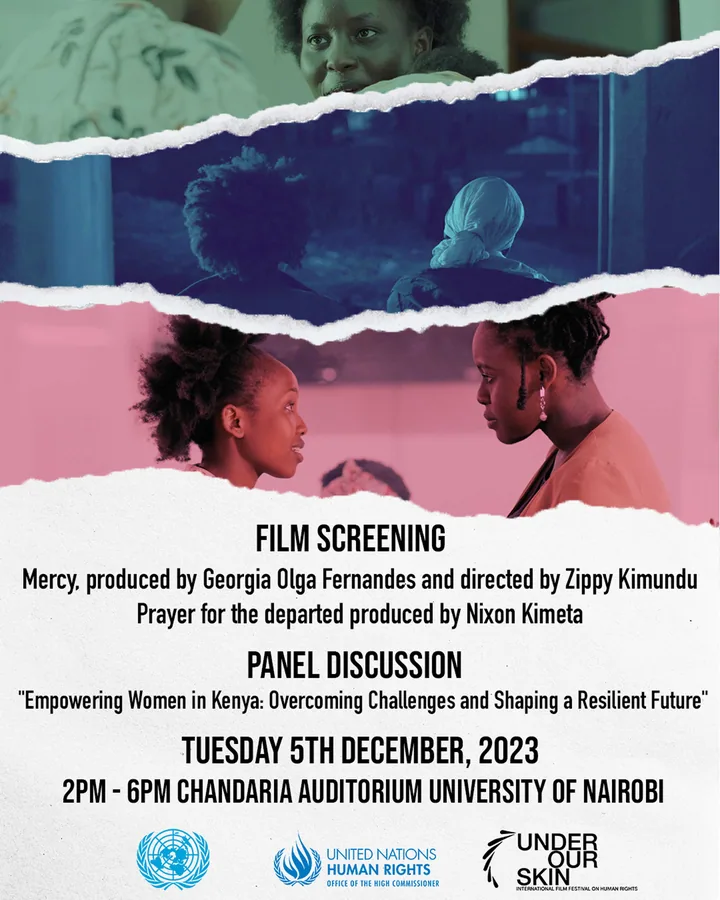 FILM SCREENING
Mercy, produced by Georgia Olga Fernandes and directed by Zippy Kimundu
Prayer for the departed produced by Nixon Kimeta
PANEL DISCUSSION
"Empowering Women in Kenya: Overcoming Challenges and Shaping a Resilient Future"
TUESDAY 5TH DECEMBER, 2023
2PM - 6PM CHANDARIA AUDITORIUM UNIVERSITY OF NAIROBI
UNITED NATIONS
HUMAN RIGHTS
OFFICE OF THE HIGH COMMISSIONER
UNDER
OUR
SKIN
INTERNATIONAL FILM FESTIVAL ON HUMAN RIGHTS